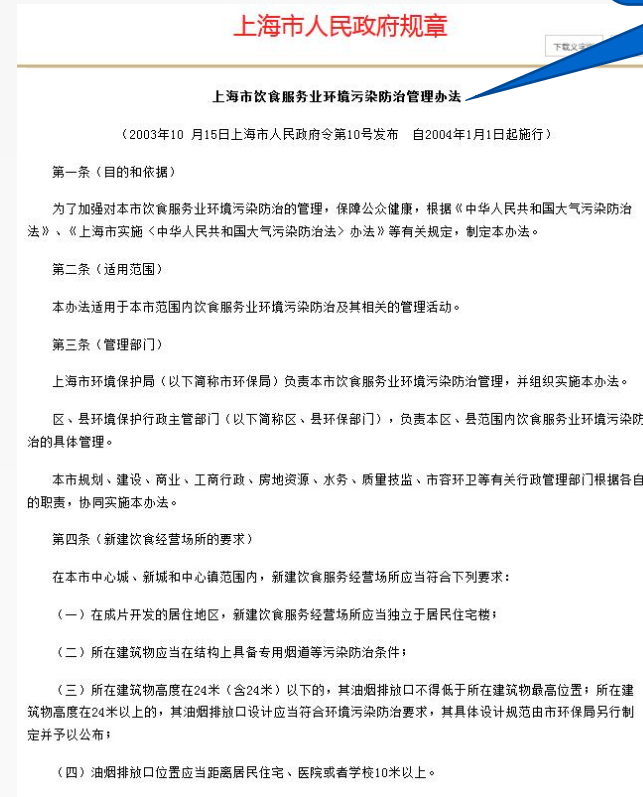 上海市人民政府规章
下载文字
上海市饮食服务业环境污染防治管理办法
（2003年10 月15日上海市人民政府令第10号发布　自2004年1月1日起施行）
第一条（目的和依据）
为了加强对本市饮食服务业环境污染防治的管理，保障公众健康，根据《中华人民共和国大气污染防治
法》、《上海市实施〈中华人民共和国大气污染防治法〉办法》等有关规定，制定本办法。
第二条（适用范围）
本办法适用于本市范围内饮食服务业环境污染防治及其相关的管理活动。
第三条（管理部门）
上海市环境保护局（以下简称市环保局）负责本市饮食服务业环境污染防治管理，并组织实施本办法。
区、县环境保护行政主管部门（以下简称区、县环保部门），负责本区、县范围内饮食服务业环境污染防
治的具体管理。
本市规划、建设、商业、工商行政、房地资源、水务、质量技监、市容环卫等有关行政管理部门根据各自
的职责，协同实施本办法。
第四条（新建饮食经营场所的要求）
在本市中心城、新城和中心镇范围内，新建饮食服务经营场所应当符合下列要求：
（一）在成片开发的居住地区，新建饮食服务经营场所应当独立于居民住宅楼；
（二）所在建筑物应当在结构上具备专用烟道等污染防治条件；
（三）所在建筑物高度在24米（含24米）以下的，其油烟排放口不得低于所在建筑物最高位置；所在建
筑物高度在24米以上的，其油烟排放口设计应当符合环境污染防治要求，其具体设计规范由市环保局另行制
定并予以公布；
（四）油烟排放口位置应当距离居民住宅、医院或者学校10米以上。